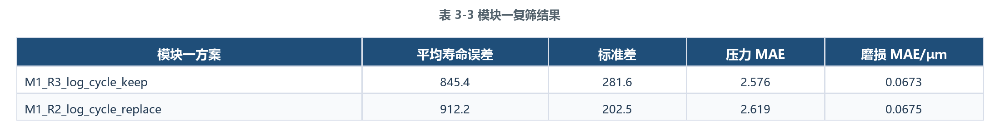 表 3-3 模块一复筛结果
模块一方案 平均寿命误差 标准差 压力 MAE 磨损 MAE/μm
M1_R3_log_cycle_keep 845.4 281.6 2.576 0.0673
M1_R2_log_cycle_replace 912.2 202.5 2.619 0.0675